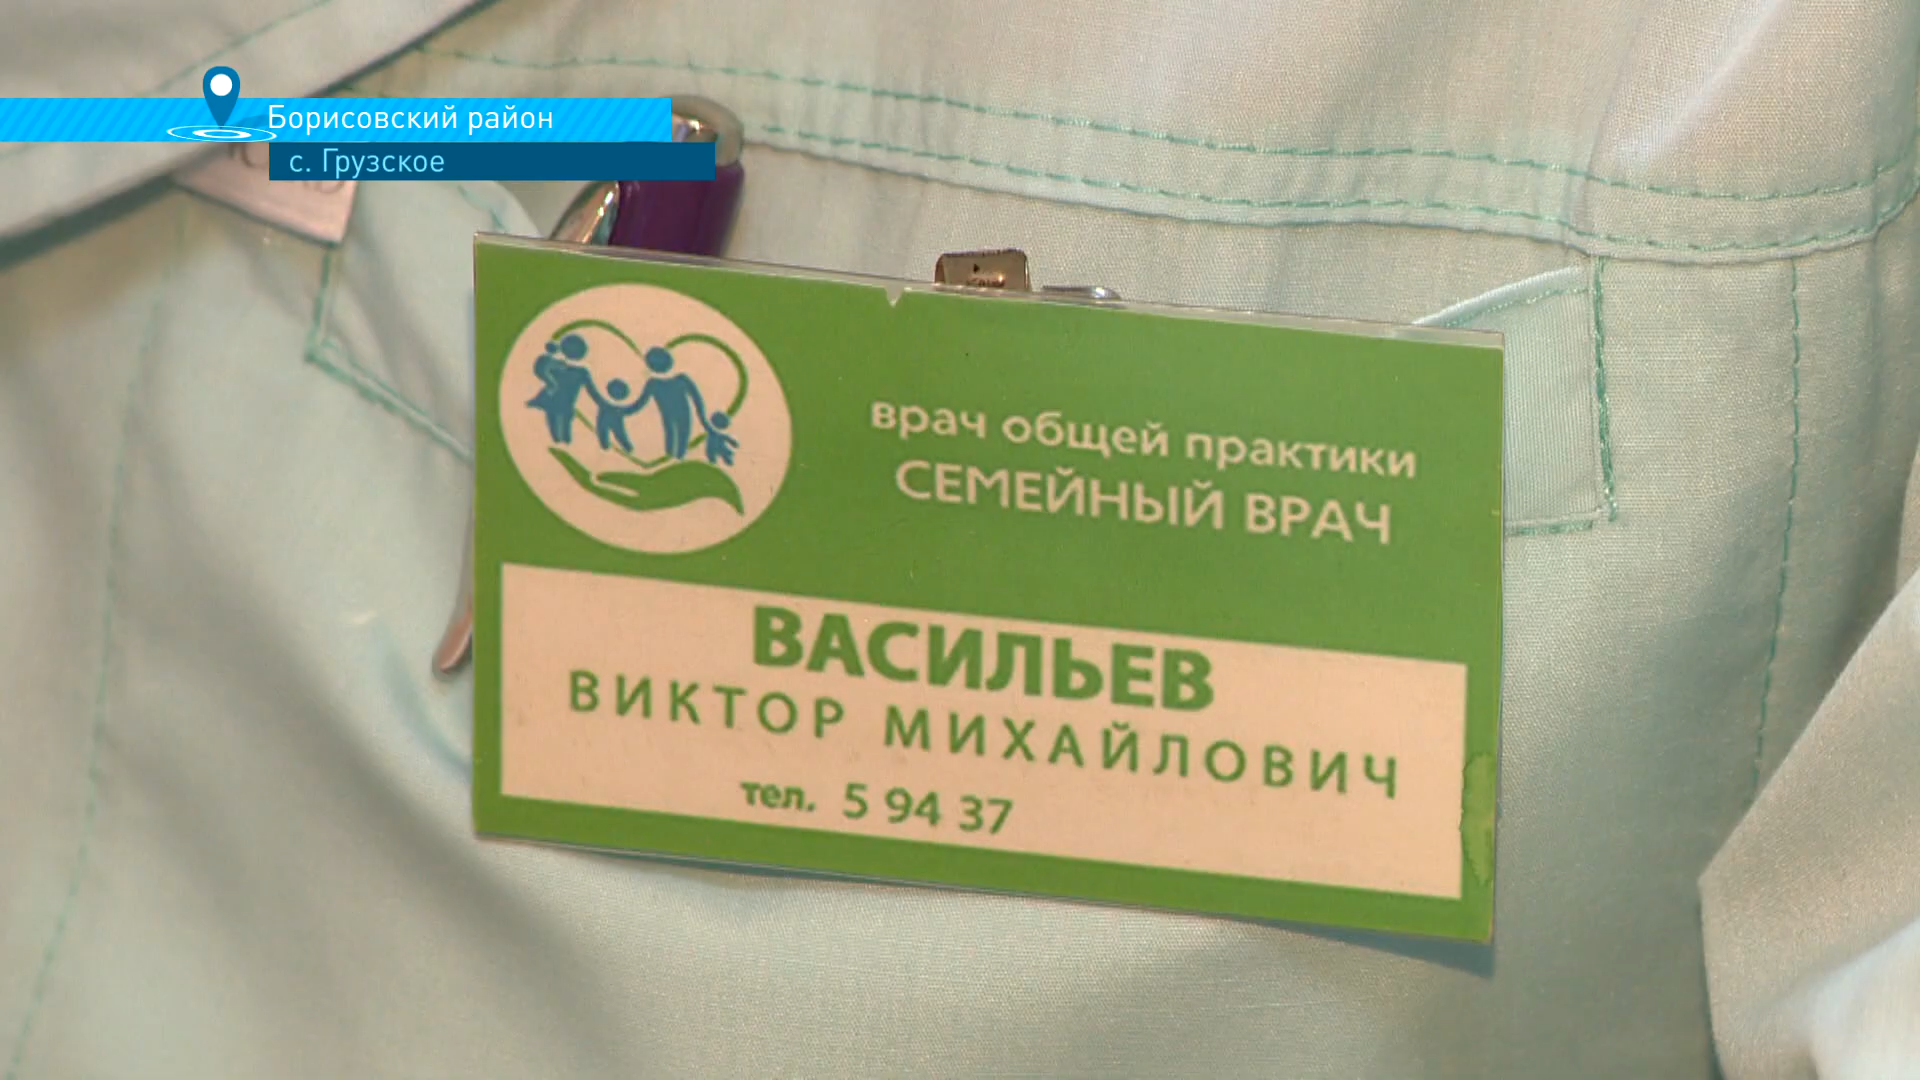 Борисовский район
с. Грузское
врач общей практики
СЕМЕЙНЫЙ ВРАЧ
ВАСИЛЬЕВ
ВИКТОР МИХАЙЛОВИЧ
тел. 5 94 37